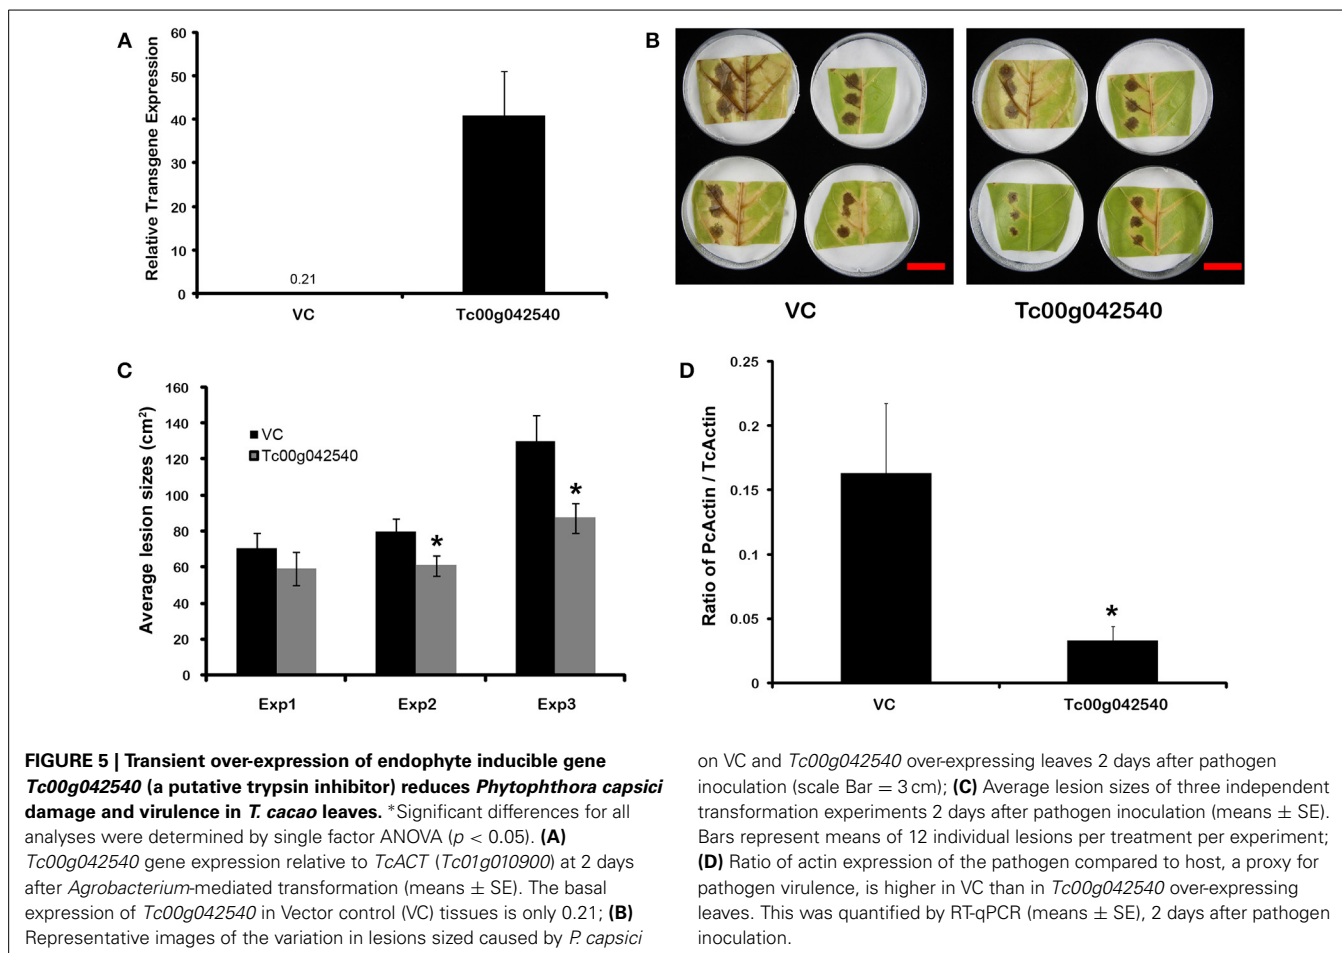 A
60
50
40
30
20
10
0
Relative Transgene Expression
0.21
VC
Tc00g042540
B
VC
Tc00g042540
C
160
140
120
100
80
60
40
20
0
Average lesion sizes (cm²)
VC
Tc00g042540
*
*
Exp1
Exp2
Exp3
D
0.25
0.2
0.15
0.1
0.05
0
Ratio of PcActin / TcActin
*
VC
Tc00g042540
FIGURE 5 | Transient over-expression of endophyte inducible gene
Tc00g042540 (a putative trypsin inhibitor) reduces Phytophthora capsici
damage and virulence in T. cacao leaves. *Significant differences for all
analyses were determined by single factor ANOVA (p < 0.05). (A)
Tc00g042540 gene expression relative to TcACT (Tc01g010900) at 2 days
after Agrobacterium-mediated transformation (means ± SE). The basal
expression of Tc00g042540 in Vector control (VC) tissues is only 0.21; (B)
Representative images of the variation in lesions sized caused by P. capsici
on VC and Tc00g042540 over-expressing leaves 2 days after pathogen
inoculation (scale Bar = 3 cm); (C) Average lesion sizes of three independent
transformation experiments 2 days after pathogen inoculation (means ± SE).
Bars represent means of 12 individual lesions per treatment per experiment;
(D) Ratio of actin expression of the pathogen compared to host, a proxy for
pathogen virulence, is higher in VC than in Tc00g042540 over-expressing
leaves. This was quantified by RT-qPCR (means ± SE), 2 days after pathogen
inoculation.